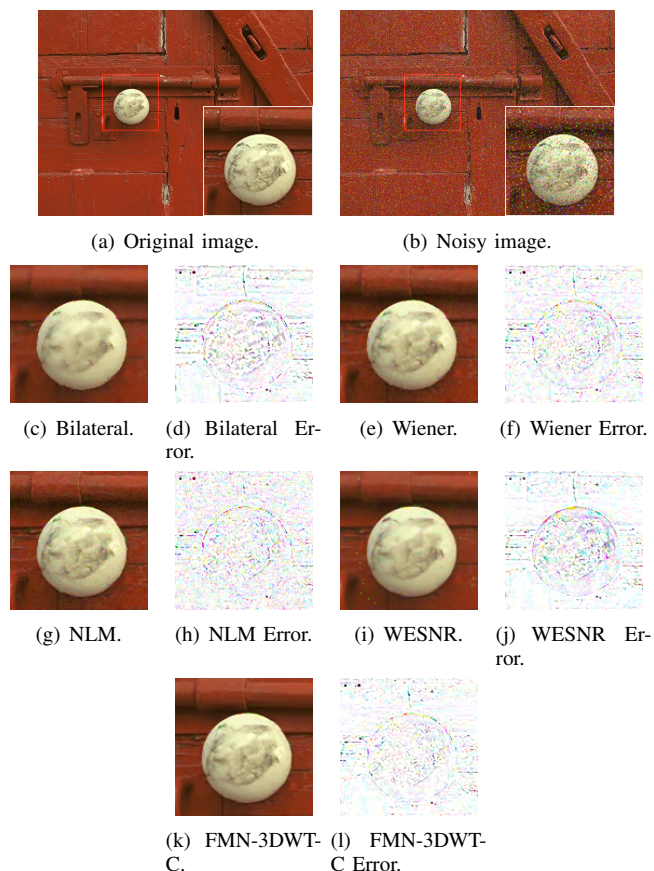 (a) Original image.
(b) Noisy image.
(c) Bilateral.
(d) Bilateral Er-
ror.
(e) Wiener.
(f) Wiener Error.
(g) NLM.
(h) NLM Error.
(i) WESNR.
(j) WESNR Er-
ror.
(k) FMN-3DWT-
C.
(l) FMN-3DWT-
C Error.